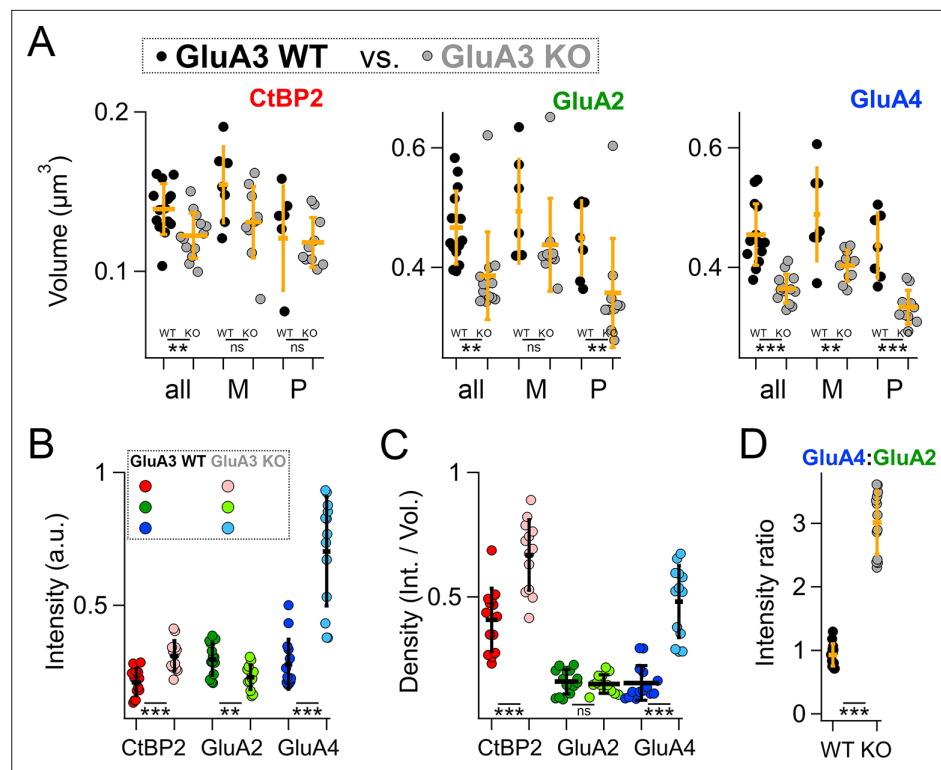 A
GluA3 WT vs. GluA3 KO
CtBP2 GluA2 GluA4
Volume (µm³)
0.2
0.1
0.6
0.4
0.6
0.4
WT KO WT KO WT KO
** ns ns
WT KO WT KO WT KO
** ns **
WT KO WT KO WT KO
*** ** ***
all M P all M P all M P
B
GluA3 WT GluA3 KO
Intensity (a.u.)
1
0.5
*** ** ***
CtBP2 GluA2 GluA4
C
Density (Int. / Vol.)
1
0.5
*** ns ***
CtBP2 GluA2 GluA4
D
GluA4:GluA2
Intensity ratio
3
2
1
0
***
WT KO